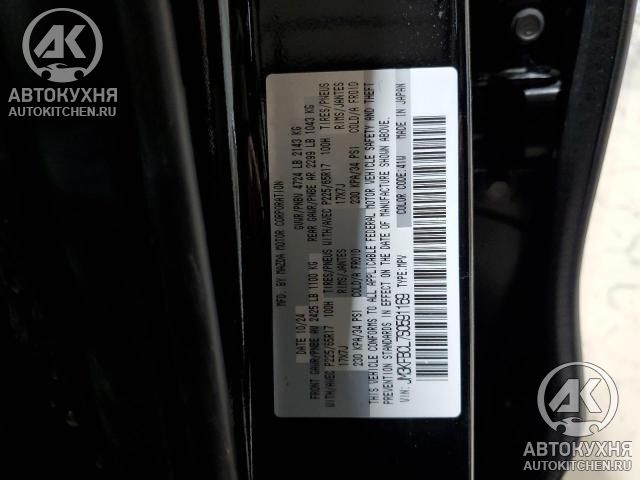 AK
АВТОКУХНЯ
AUTOKITCHEN.RU
MFD. BY MAZDA MOTOR CORPORATION
DATE 10/24 GVWR/PNBV 4724 LB 2143 KG
FRONT GAWR/PNBE AV 2425 LB 1100 KG REAR GAWR/PNBE AR 2299 LB 1043 KG
WITH/AVEC P225/65R17 100H TIRES/PNEUS WITH/AVEC P225/65R17 100H TIRES/PNEUS
17X7J RIMS/JANTES 17X7J RIMS/JANTES
230 KPA/34 PSI COLD/A FROID 230 KPA/34 PSI COLD/A FROID
THIS VEHICLE CONFORMS TO ALL APPLICABLE FEDERAL MOTOR VEHICLE SAFETY AND THEFT
PREVENTION STANDARDS IN EFFECT ON THE DATE OF MANUFACTURE SHOWN ABOVE.
VIN: JM3KFBCL7S0591169 TYPE:MPV COLOR CODE:41W MADE IN JAPAN
AK
АВТОКУХНЯ
AUTOKITCHEN.RU